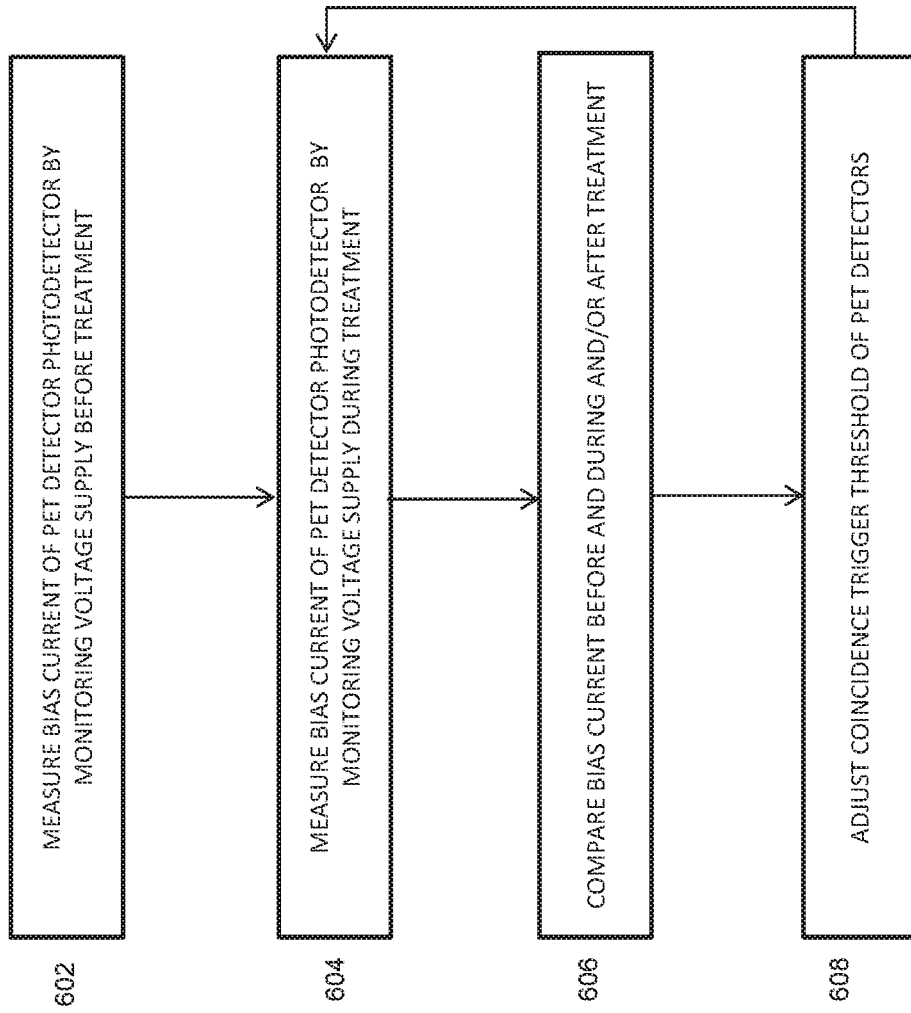 602
MEASURE BIAS CURRENT OF PET DETECTOR PHOTODETECTOR BY
MONITORING VOLTAGE SUPPLY BEFORE TREATMENT
604
MEASURE BIAS CURRENT OF PET DETECTOR PHOTODETECTOR BY
MONITORING VOLTAGE SUPPLY DURING TREATMENT
606
COMPARE BIAS CURRENT BEFORE AND DURING AND/OR AFTER TREATMENT
608
ADJUST COINCIDENCE TRIGGER THRESHOLD OF PET DETECTORS